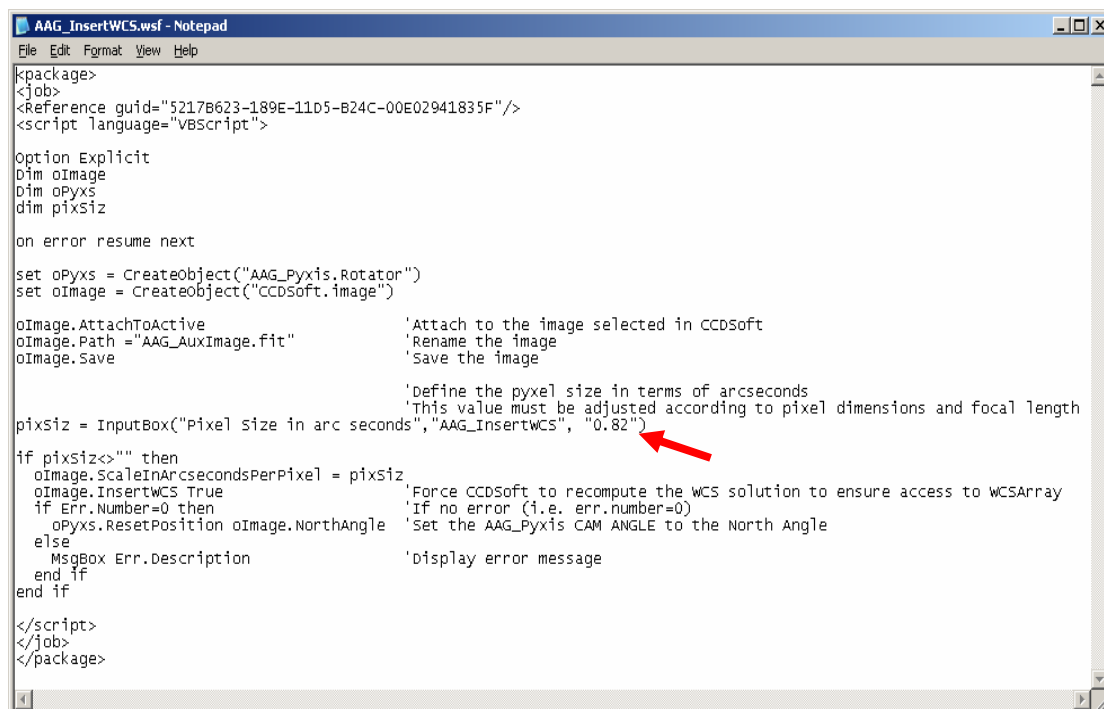 AAG_InsertWCS.wsf - Notepad
File Edit Format View Help
<package>
<job>
<Reference guid="5217B623-189E-11D5-B24C-00E02941835F"/>
<script language="VBScript">
Option Explicit
Dim oImage
Dim oPyxs
dim pixSiz
on error resume next
set oPyxs = CreateObject("AAG_Pyxis.Rotator")
set oImage = CreateObject("CCDSoft.image")
oImage.AttachToActive 'Attach to the image selected in CCDSoft
oImage.Path ="AAG_AuxImage.fit" 'Rename the image
oImage.Save 'Save the image
'Define the pyxel size in terms of arcseconds
'This value must be adjusted according to pixel dimensions and focal length
pixSiz = InputBox("Pixel Size in arc seconds","AAG_InsertWCS", "0.82")
if pixSiz<>"" then
oImage.ScaleInArcsecondsPerPixel = pixSiz
oImage.InsertWCS True 'Force CCDSoft to recompute the WCS solution to ensure access to WCSArray
if Err.Number=0 then 'If no error (i.e. err.number=0)
oPyxs.ResetPosition oImage.NorthAngle 'Set the AAG_Pyxis CAM ANGLE to the North Angle
else
MsgBox Err.Description 'Display error message
end if
end if
</script>
</job>
</package>